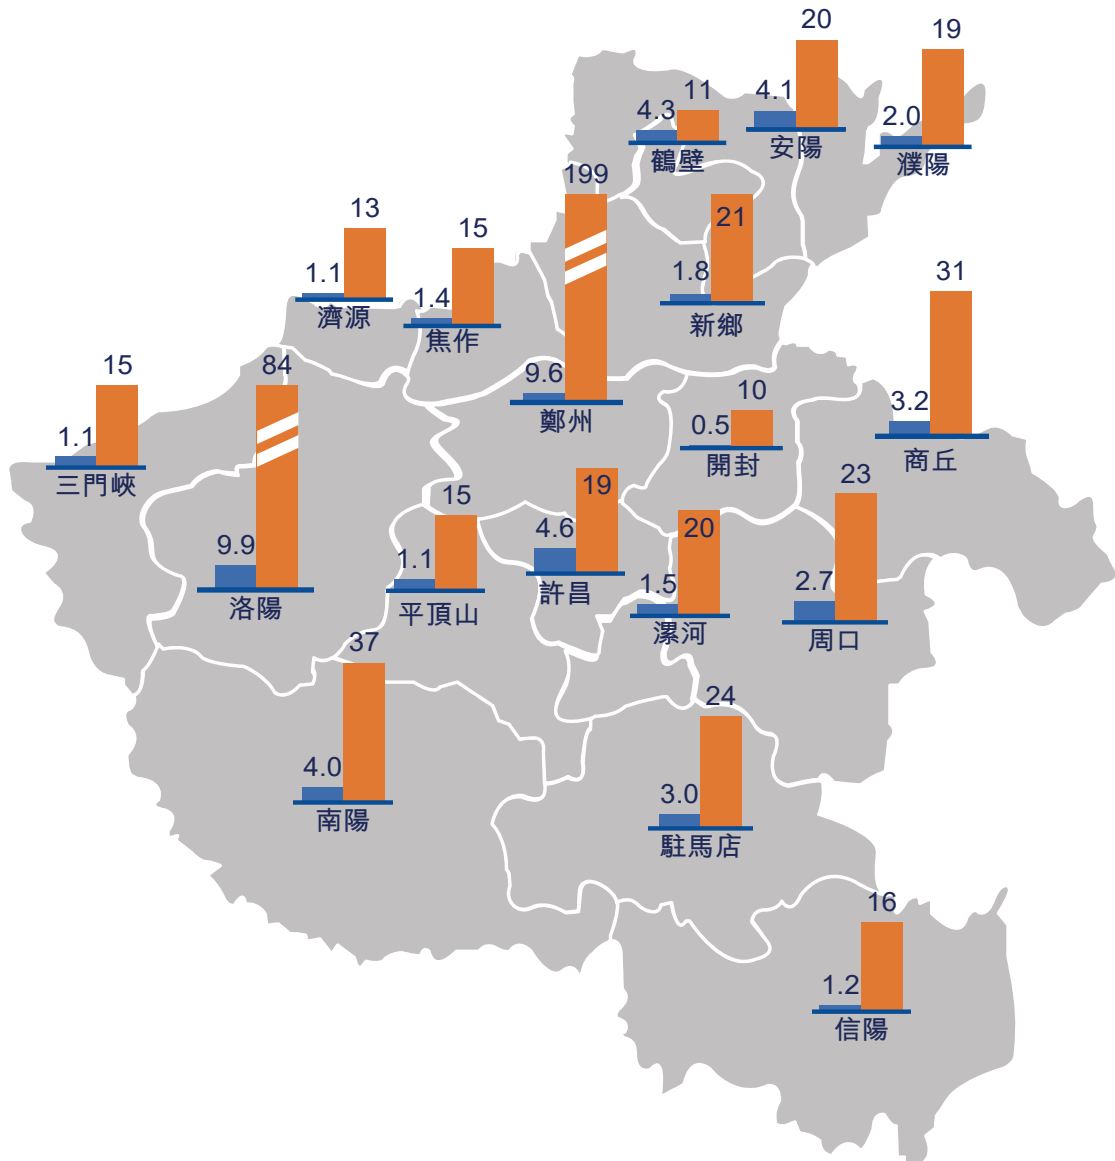 20
4.1
安陽
19
2.0
濮陽
11
4.3
鶴壁
199
9.6
鄭州
21
1.8
新鄉
13
1.1
濟源
15
1.4
焦作
31
3.2
商丘
15
1.1
三門峽
84
9.9
洛陽
10
0.5
開封
15
1.1
平頂山
19
4.6
許昌
20
1.5
漯河
23
2.7
周口
37
4.0
南陽
24
3.0
駐馬店
16
1.2
信陽